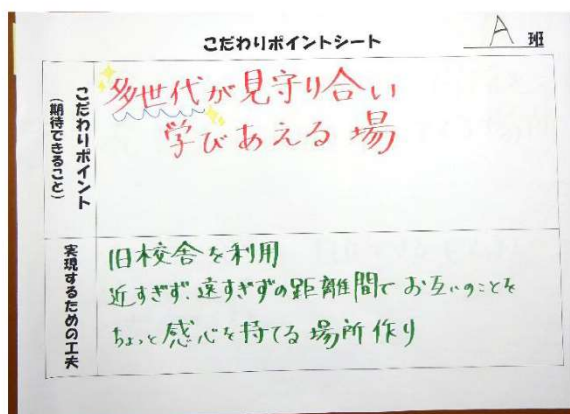 こだわりポイントシート
A 班
こだわりポイント
(期待できること)
多世代が見守り合い
学びあえる場
実現するための工夫
旧校舎を利用
近すぎず、遠すぎずの距離間でお互いのことを
ちょっと感心を持てる場所作り